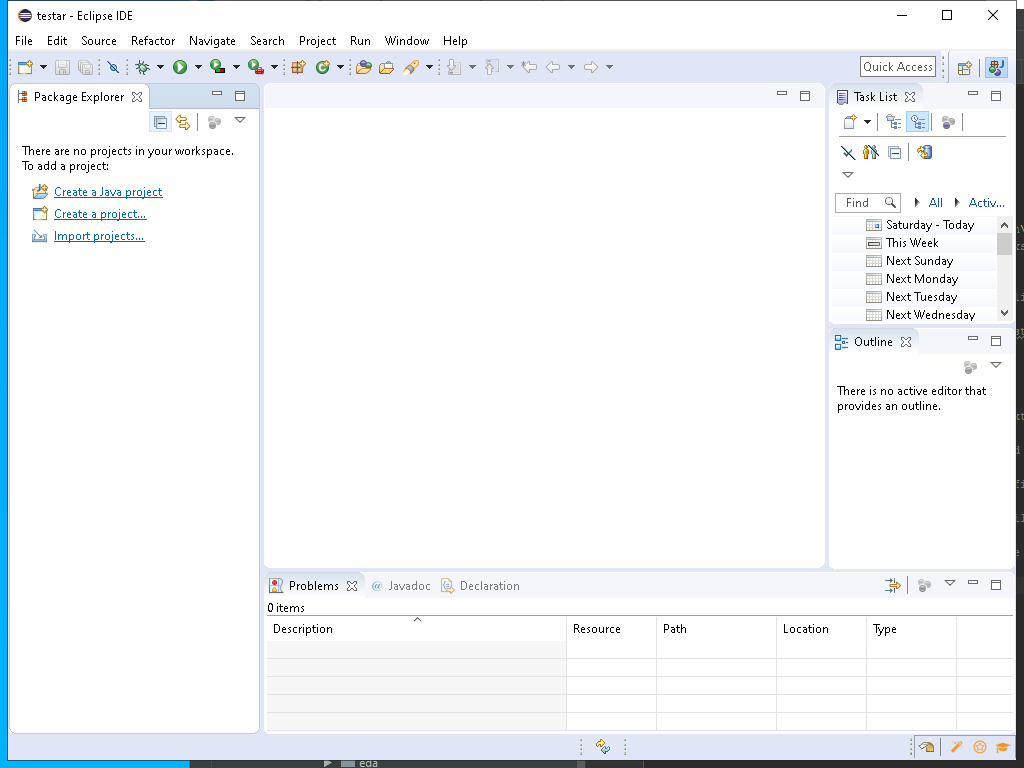 testar - Eclipse IDE
File Edit Source Refactor Navigate Search Project Run Window Help
Quick Access
Package Explorer
There are no projects in your workspace.
To add a project:
Create a Java project
Create a project...
Import projects...
Task List
Find All Activ...
Saturday - Today
This Week
Next Sunday
Next Monday
Next Tuesday
Next Wednesday
Outline
There is no active editor that
provides an outline.
Problems @ Javadoc Declaration
0 items
Description Resource Path Location Type
eda